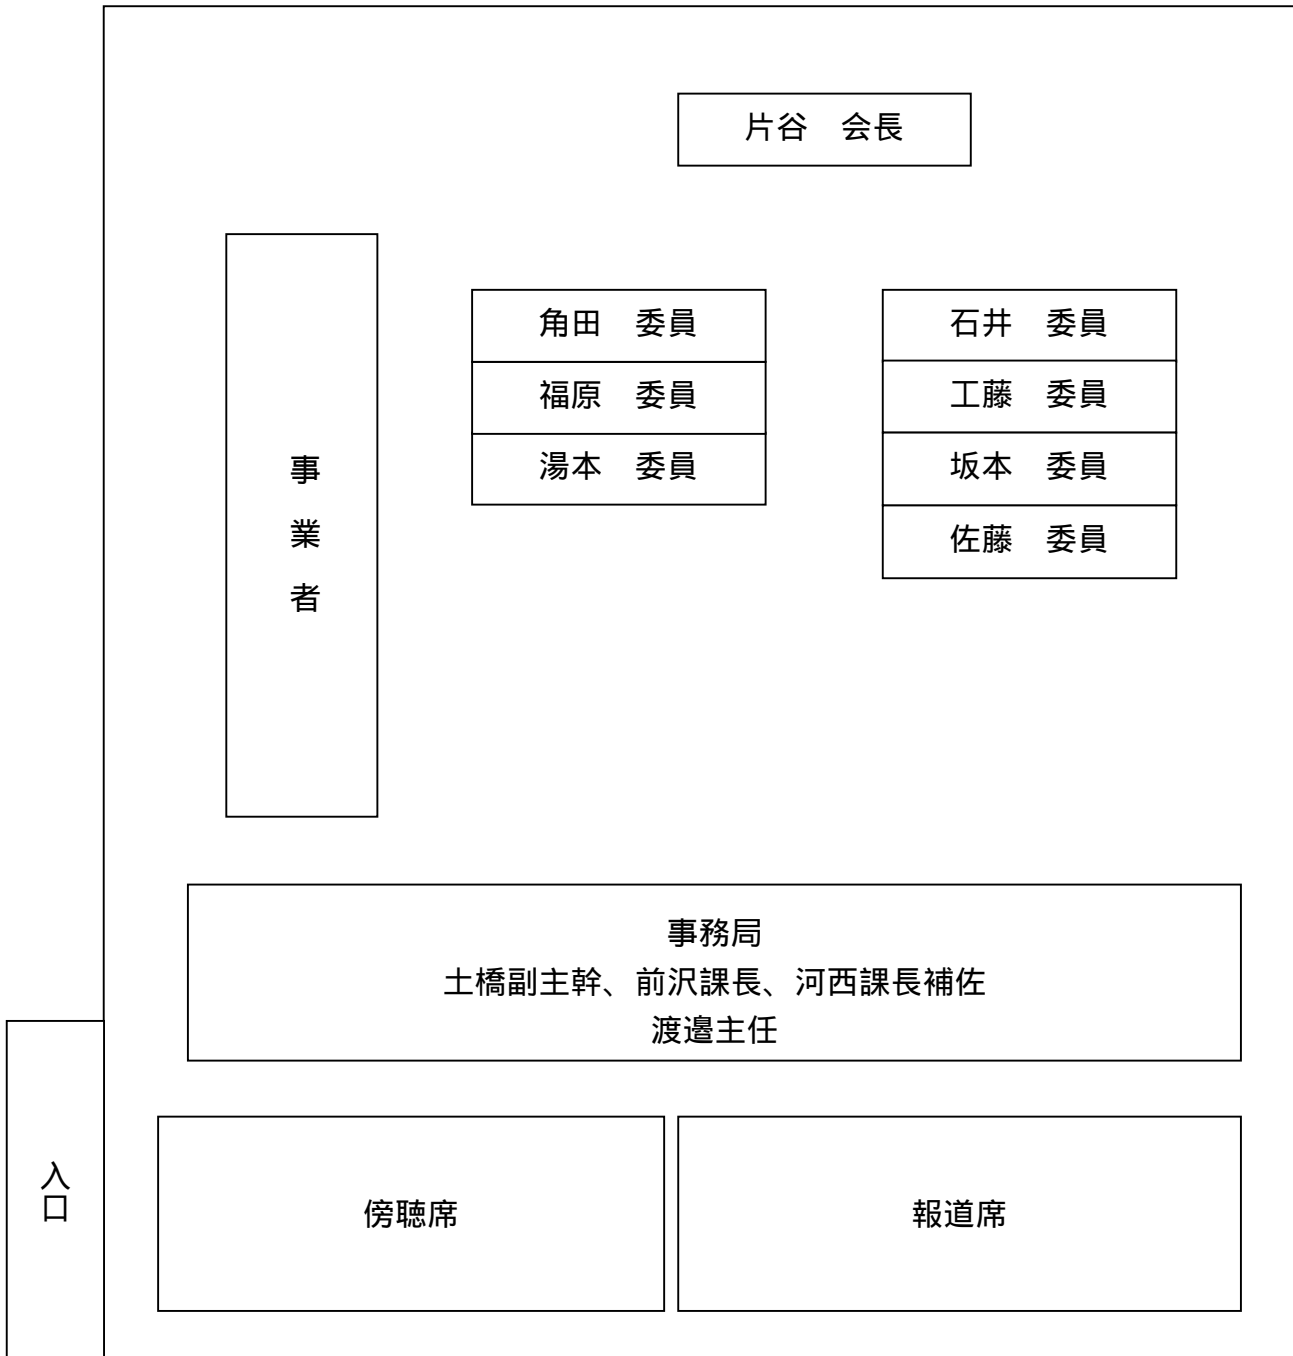 片谷　会長
事業者
角田　委員
福原　委員
湯本　委員
石井　委員
工藤　委員
坂本　委員
佐藤　委員
事務局
土橋副主幹、前沢課長、河西課長補佐
渡邉主任
入口
傍聴席
報道席